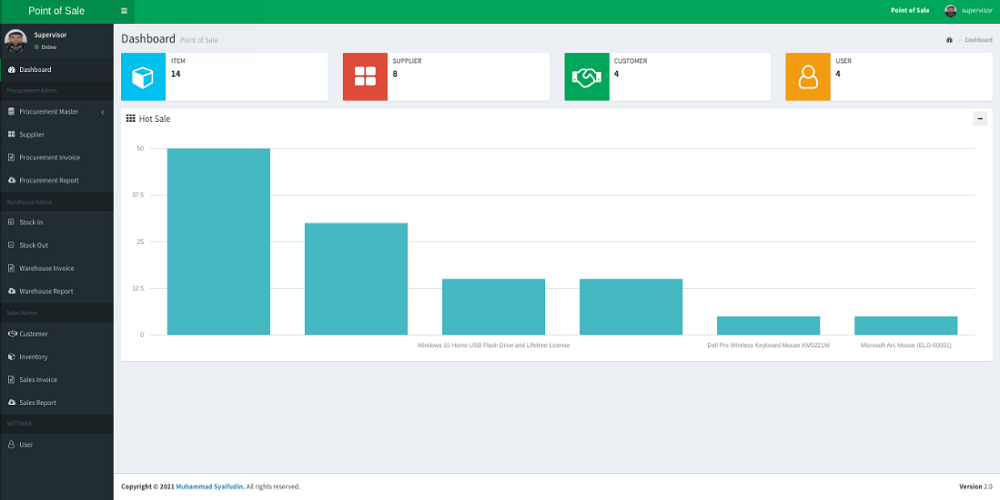 Point of Sale
Point of Sale
supervisor
Supervisor
Online
Dashboard
Procurement Admin
Procurement Master
Supplier
Procurement Invoice
Procurement Report
Warehouse Admin
Stock In
Stock Out
Warehouse Invoice
Warehouse Report
Sales Admin
Customer
Inventory
Sales Invoice
Sales Report
SETTINGS
User
Dashboard Point of Sale
> Dashboard
ITEM
14
SUPPLIER
8
CUSTOMER
4
USER
4
Hot Sale
50
37.5
25
12.5
0
Windows 10 Home USB Flash Drive and Lifetime License
Dell Pro Wireless Keyboard Mouse KM5221W
Microsoft Arc Mouse (ELG-00001)
Copyright © 2021 Muhammad Syaifudin. All rights reserved.
Version 2.0